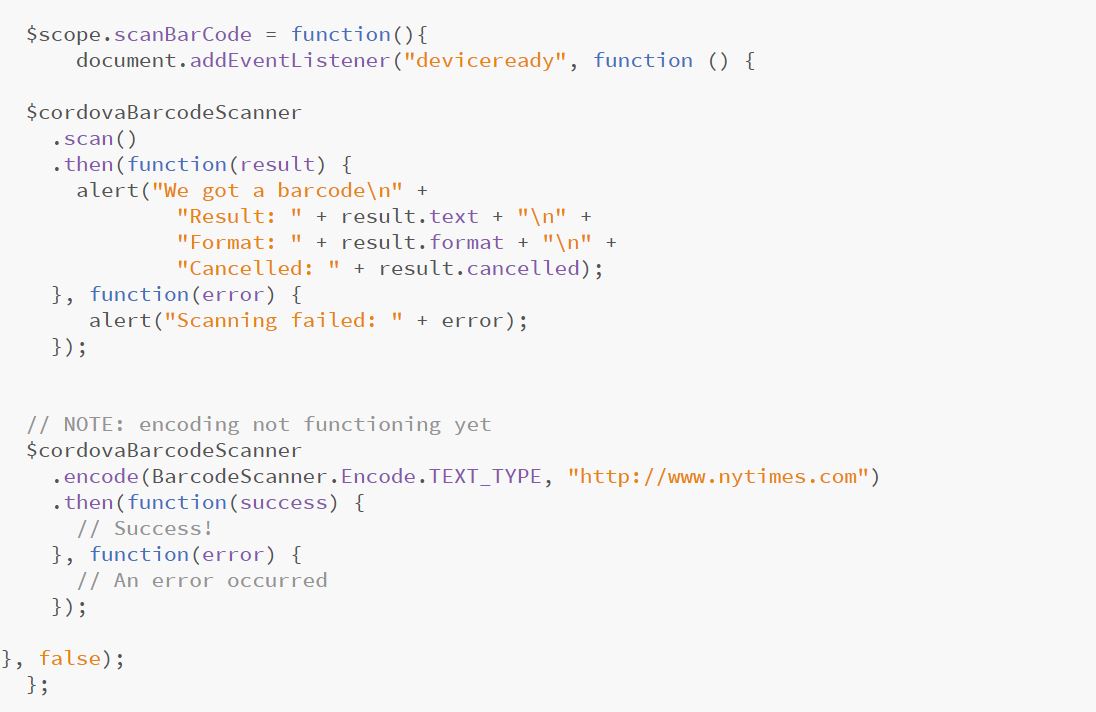 $scope.scanBarCode = function(){
document.addEventListener("deviceready", function () {
$cordovaBarcodeScanner
.scan()
.then(function(result) {
alert("We got a barcode\n" +
"Result: " + result.text + "\n" +
"Format: " + result.format + "\n" +
"Cancelled: " + result.cancelled);
}, function(error) {
alert("Scanning failed: " + error);
});
// NOTE: encoding not functioning yet
$cordovaBarcodeScanner
.encode(BarcodeScanner.Encode.TEXT_TYPE, "http://www.nytimes.com")
.then(function(success) {
// Success!
}, function(error) {
// An error occurred
});
}, false);
};